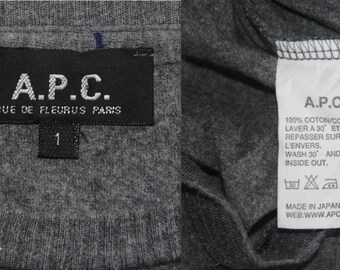 A.P.C.
RUE DE FLEURUS PARIS
1
A.P.C.
100% COTON/CO
LAVER A 30° ET
REPASSER SUR
L'ENVERS.
WASH 30° AND
INSIDE OUT.
MADE IN JAPAN
WEB:WWW.APC